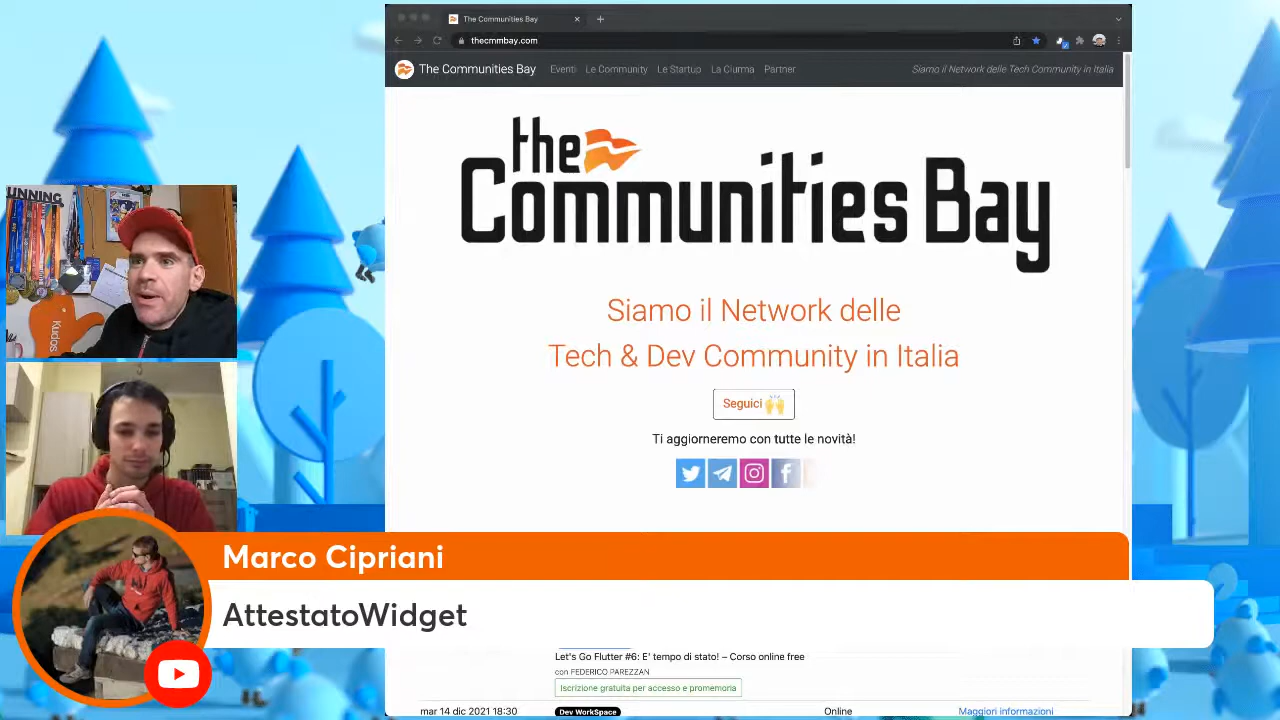 The Communities Bay
thecmmbay.com
The Communities Bay
Eventi
Le Community
Le Startup
La Ciurma
Partner
Siamo il Network delle Tech Community in Italia
the
Communities Bay
Siamo il Network delle
Tech & Dev Community in Italia
Seguici
Ti aggiorneremo con tutte le novità!
UNNING
Kudos
Marco Cipriani
AttestatoWidget
Let's Go Flutter #6: E' tempo di stato! – Corso online free
con FEDERICO PAREZZAN
Iscrizione gratuita per accesso e promemoria
mar 14 dic 2021 18:30
Dev WorkSpace
Online
Maggiori informazioni